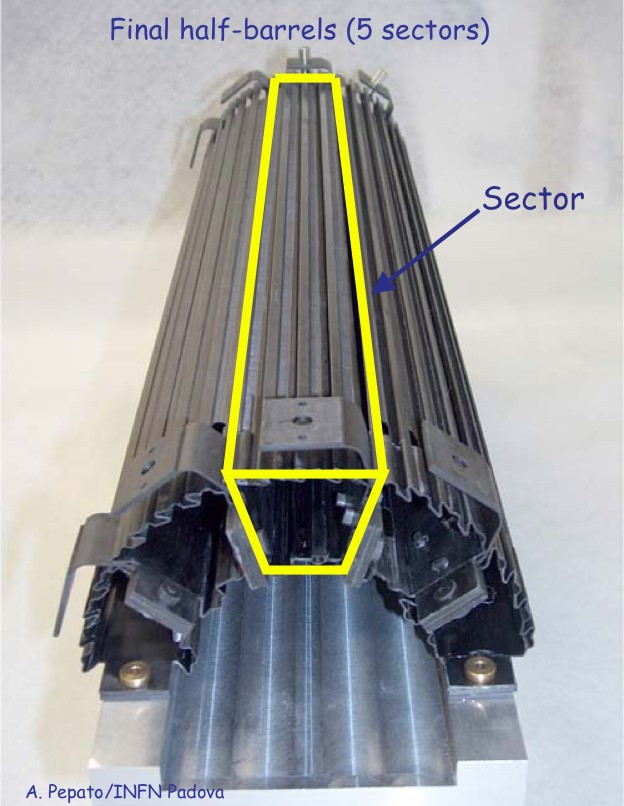 Final half-barrels (5 sectors)
Sector
A. Pepato/INFN Padova